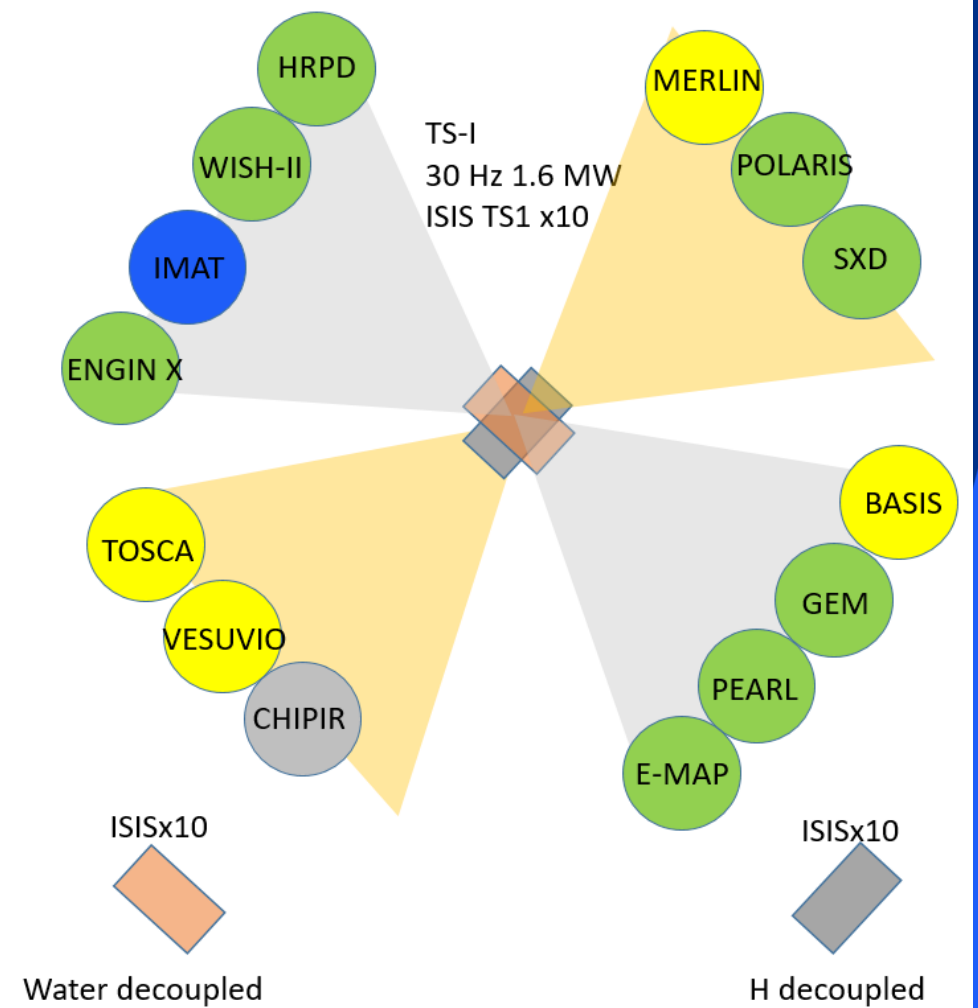 HRPD
WISH-II
IMAT
ENGIN X
TS-I
30 Hz 1.6 MW
ISIS TS1 x10
MERLIN
POLARIS
SXD
TOSCA
VESUVIO
CHIPIR
BASIS
GEM
PEARL
E-MAP
ISISx10
Water decoupled
ISISx10
H decoupled